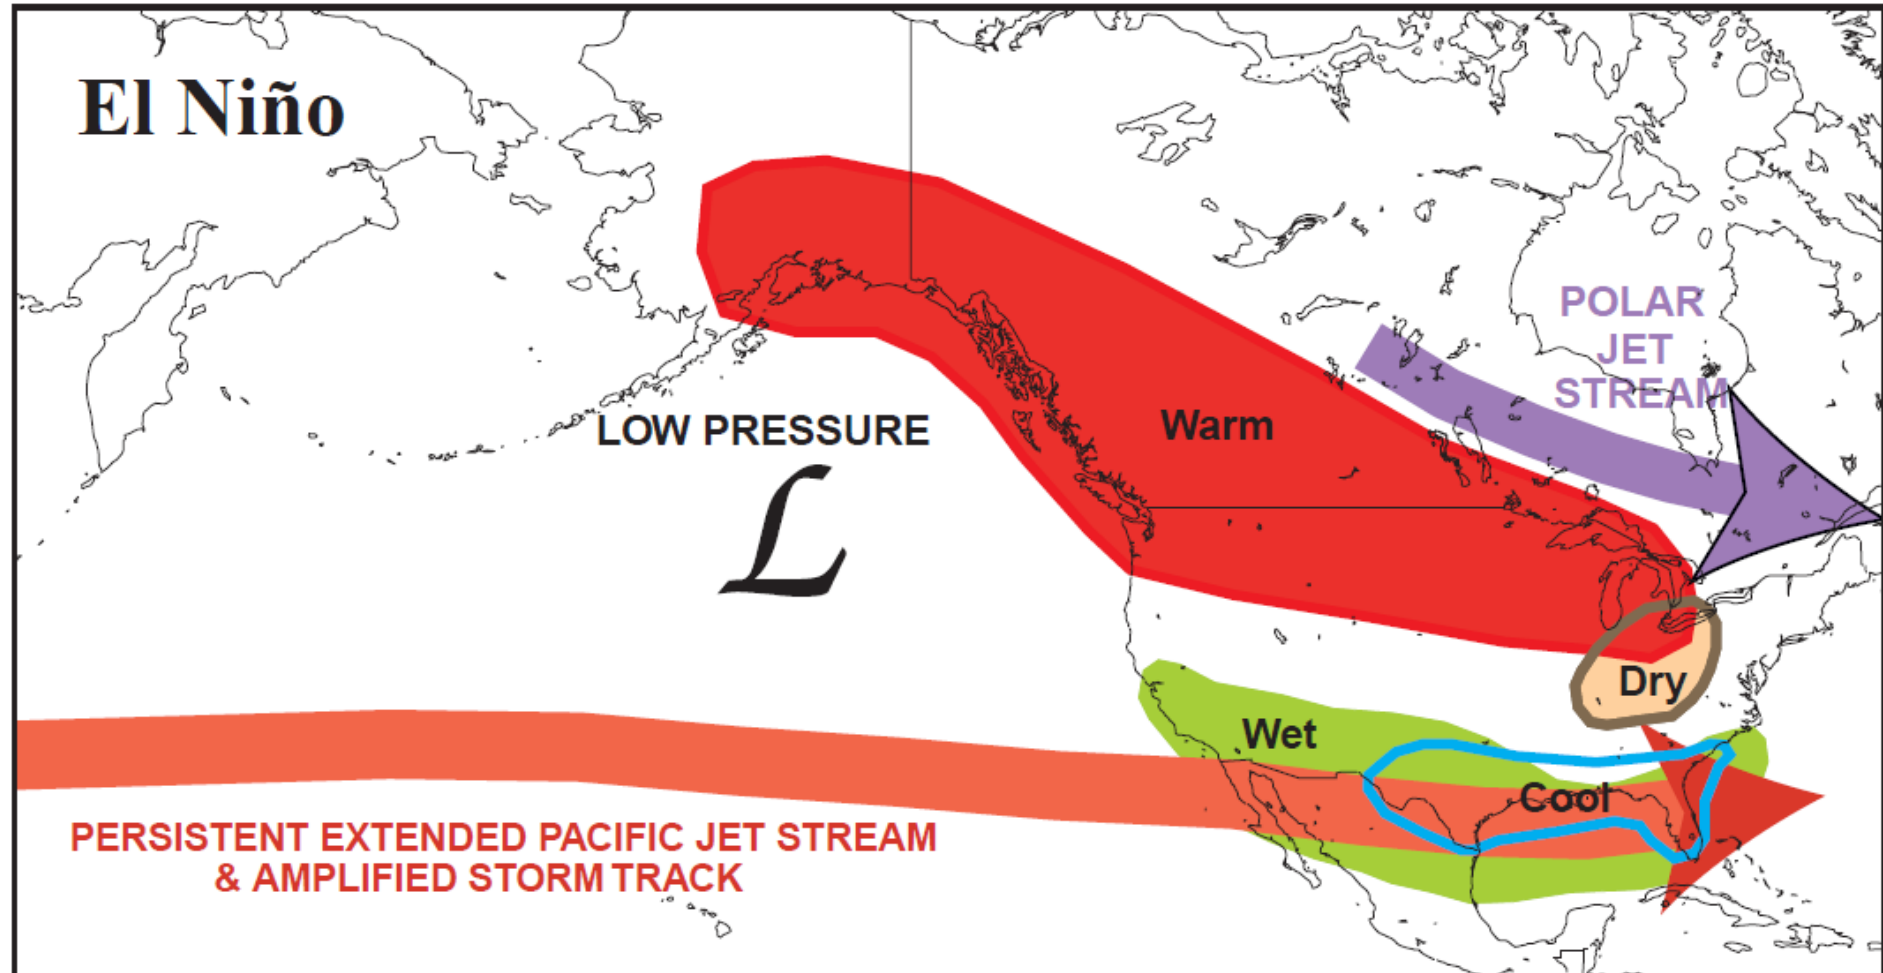 El Niño
POLAR
JET
STREAM
LOW PRESSURE
Warm
L
Dry
Wet
Cool
PERSISTENT EXTENDED PACIFIC JET STREAM
& AMPLIFIED STORM TRACK